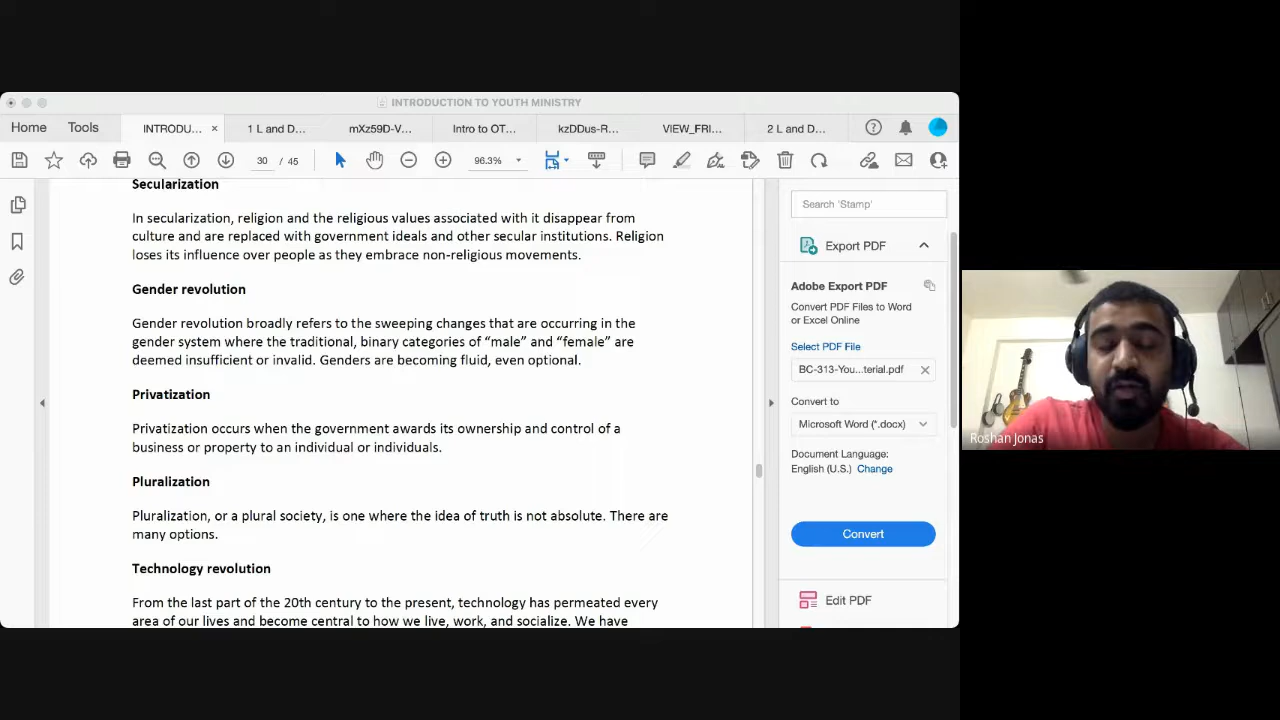 INTRODUCTION TO YOUTH MINISTRY
Home
Tools
INTRODU... ×
1 L and D...
mXz59D-V...
Intro to OT...
kzDDus-R...
VIEW_FRI...
2 L and D...
30 / 45
96.3%
Secularization
In secularization, religion and the religious values associated with it disappear from
culture and are replaced with government ideals and other secular institutions. Religion
loses its influence over people as they embrace non-religious movements.
Gender revolution
Gender revolution broadly refers to the sweeping changes that are occurring in the
gender system where the traditional, binary categories of “male” and “female” are
deemed insufficient or invalid. Genders are becoming fluid, even optional.
Privatization
Privatization occurs when the government awards its ownership and control of a
business or property to an individual or individuals.
Pluralization
Pluralization, or a plural society, is one where the idea of truth is not absolute. There are
many options.
Technology revolution
From the last part of the 20th century to the present, technology has permeated every
area of our lives and become central to how we live, work, and socialize. We have
Search 'Stamp'
Export PDF
Adobe Export PDF
Convert PDF Files to Word
or Excel Online
Select PDF File
BC-313-You...terial.pdf
Convert to
Microsoft Word (*.docx)
Document Language:
English (U.S.) Change
Convert
Edit PDF
Roshan Jonas